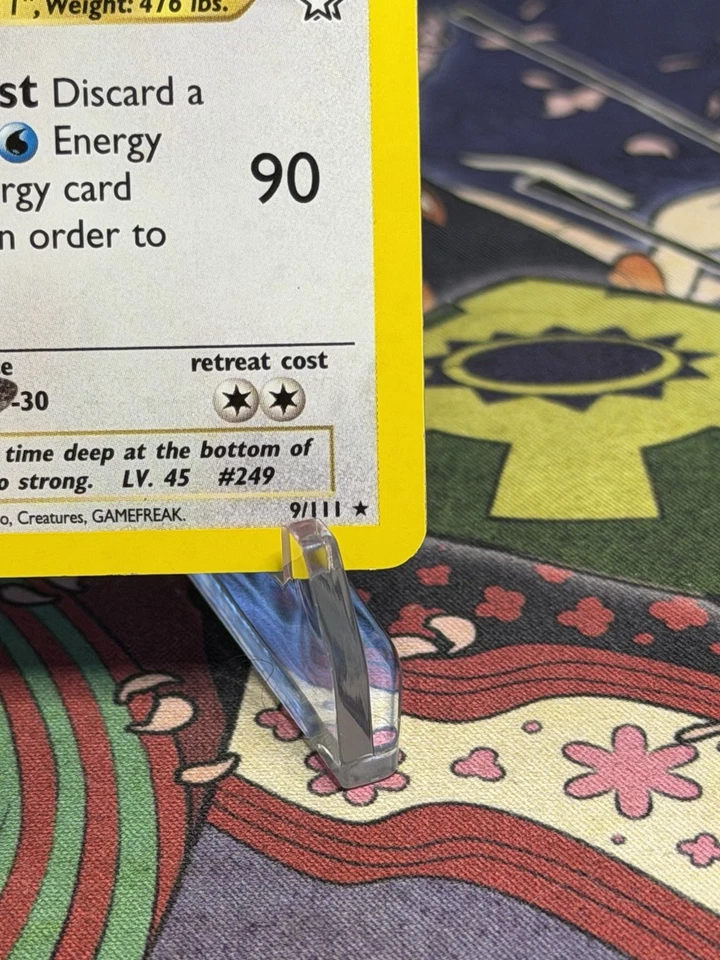 1", Weight: 476 lbs.
st Discard a
Energy
rgy card
90
n order to
e
retreat cost
-30
time deep at the bottom of
o strong. LV. 45 #249
o, Creatures, GAMEFREAK.
9/111 ★